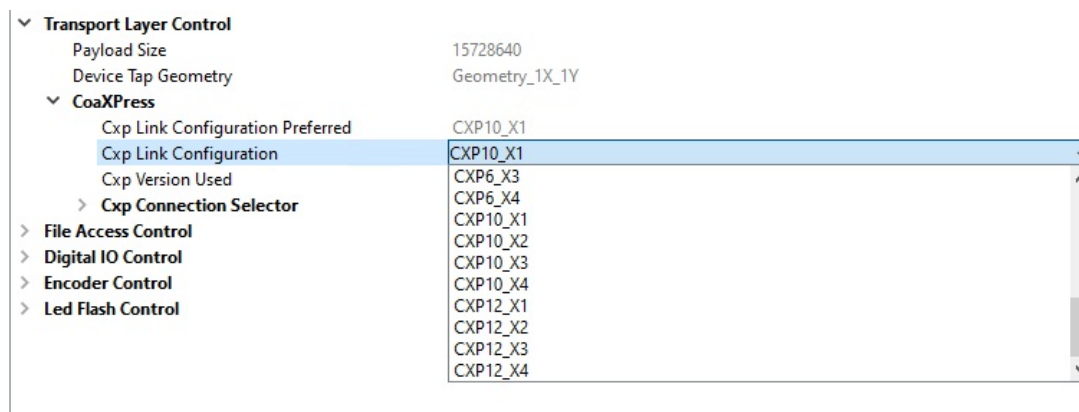 Transport Layer Control
Payload Size 15728640
Device Tap Geometry Geometry_1X_1Y
CoaXPress
Cxp Link Configuration Preferred CXP10_X1
Cxp Link Configuration CXP10_X1
Cxp Version Used CXP6_X3
CXP6_X4
Cxp Connection Selector
CXP10_X1
File Access Control
CXP10_X2
Digital IO Control CXP10_X3
Encoder Control CXP10_X4
Led Flash Control CXP12_X1
CXP12_X2
CXP12_X3
CXP12_X4